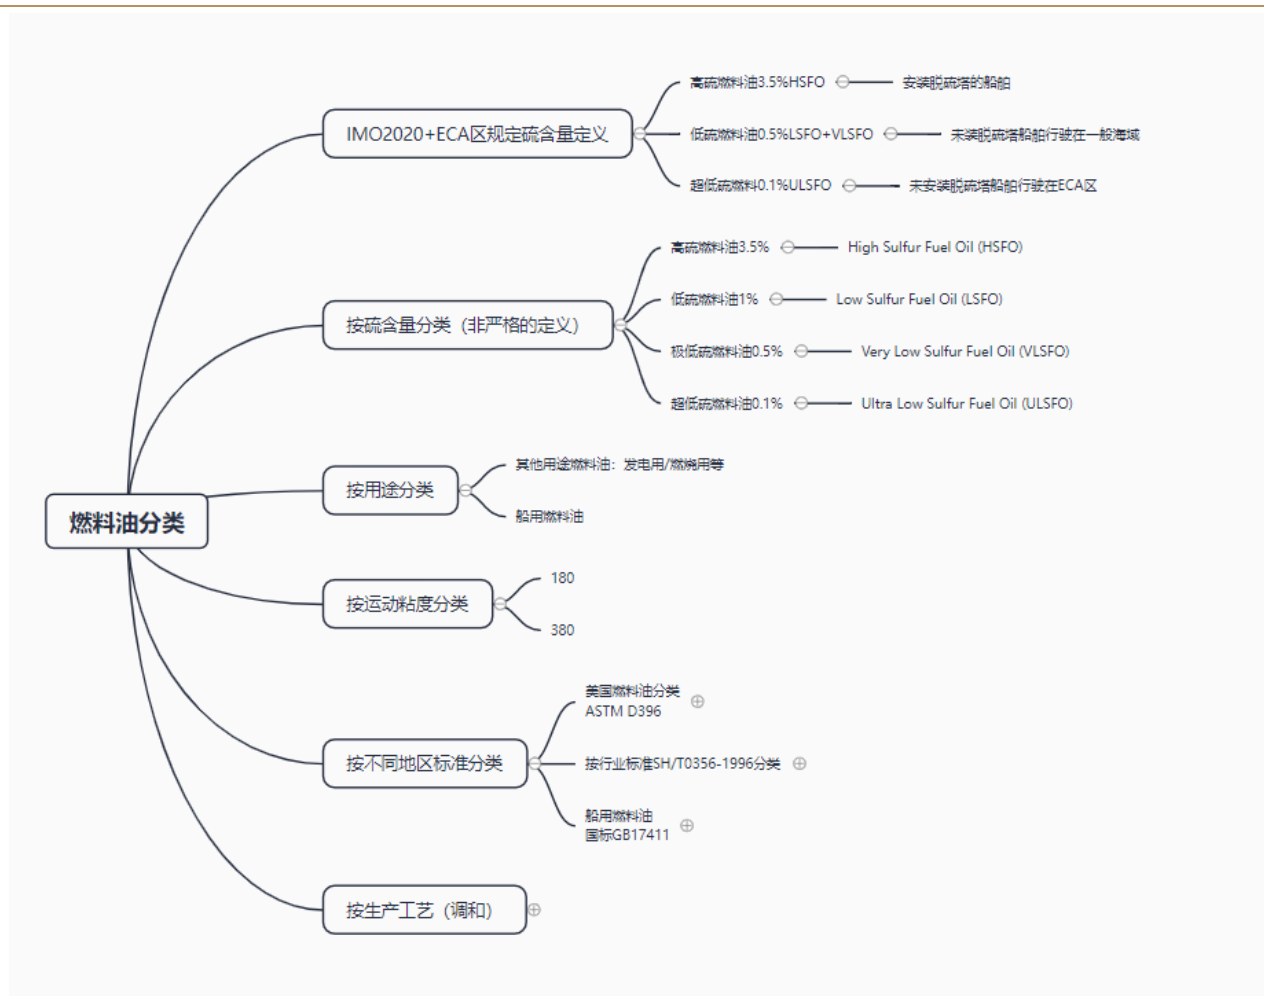 燃料油分类
IMO2020+ECA区规定硫含量定义
高硫燃料油3.5%HSFO
安装脱硫塔的船舶
低硫燃料油0.5%LSFO+VLSFO
未装脱硫塔船舶行驶在一般海域
超低硫燃料0.1%ULSFO
未安装脱硫塔船舶行驶在ECA区
按硫含量分类（非严格的定义）
高硫燃料油3.5%
High Sulfur Fuel Oil (HSFO)
低硫燃料油1%
Low Sulfur Fuel Oil (LSFO)
极低硫燃料油0.5%
Very Low Sulfur Fuel Oil (VLSFO)
超低硫燃料油0.1%
Ultra Low Sulfur Fuel Oil (ULSFO)
按用途分类
其他用途燃料油：发电用/燃烧用等
船用燃料油
按运动粘度分类
180
380
按不同地区标准分类
美国燃料油分类
ASTM D396
按行业标准SH/T0356-1996分类
船用燃料油
国标GB17411
按生产工艺（调和）